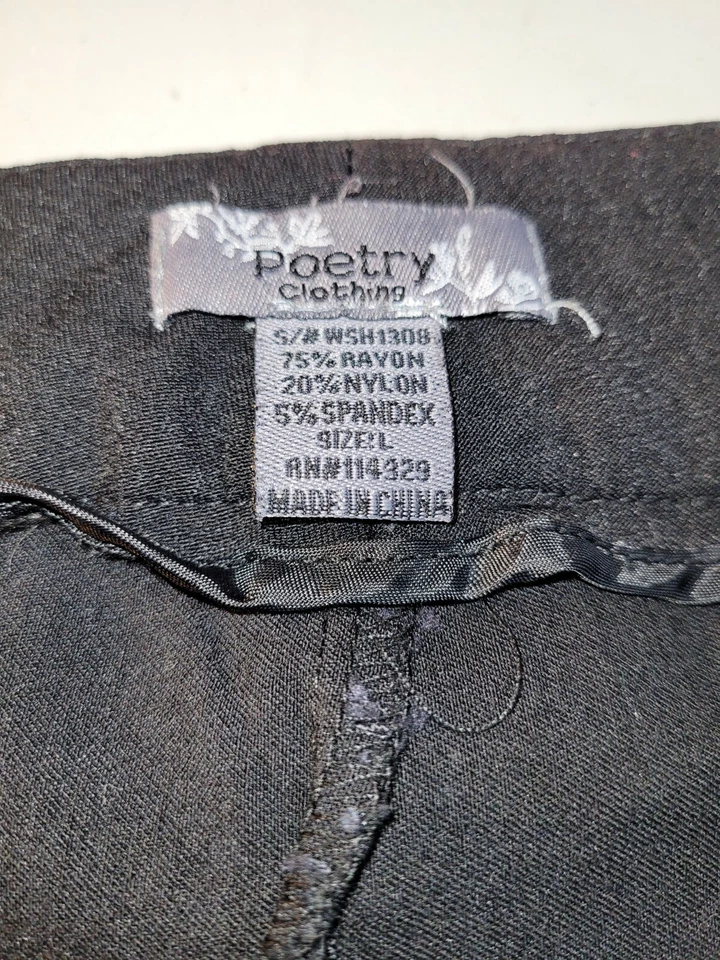 Poetry
Clothing
S/# WSH1308
75% RAYON
20% NYLON
5% SPANDEX
SIZE:L
RN#114329
MADE IN CHINA